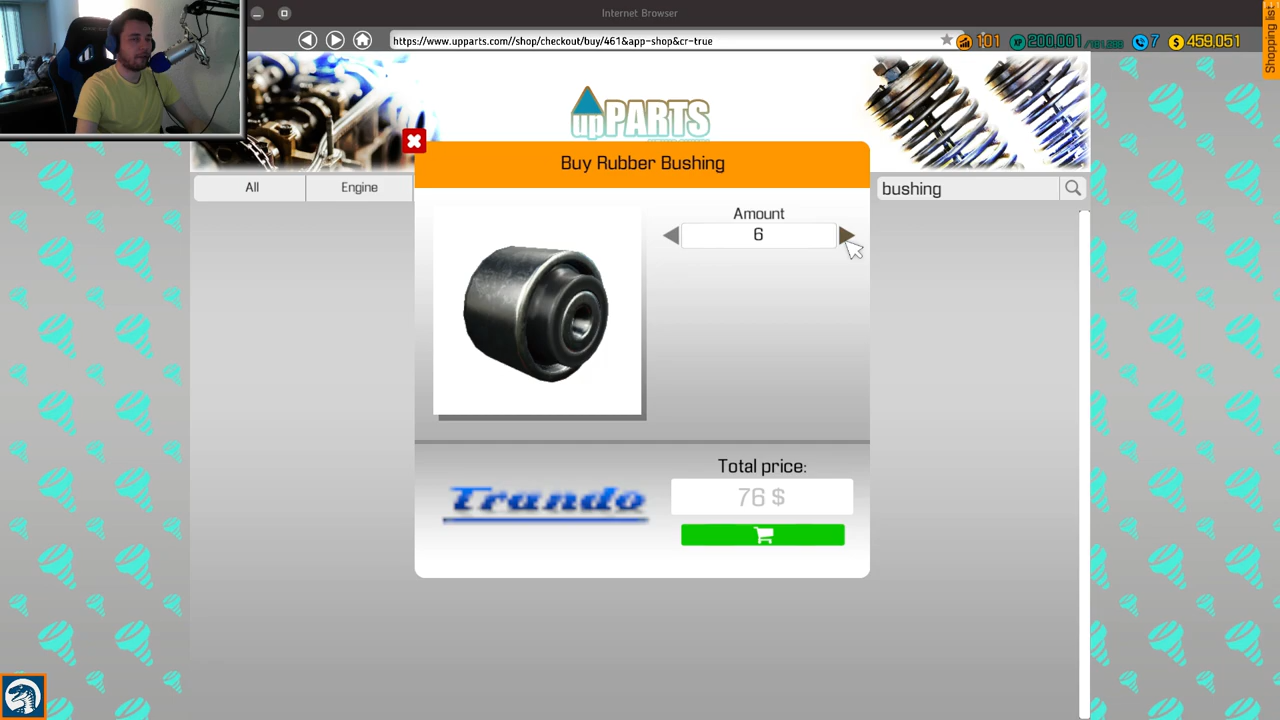 Internet Browser
https://www.upparts.com//shop/checkout/buy/461&app-shop&cr-true
101
200.001
7
$ 459.051
Shopping list
upPARTS
Buy Rubber Bushing
All
Engine
bushing
Amount
6
Trando
Total price:
76 $